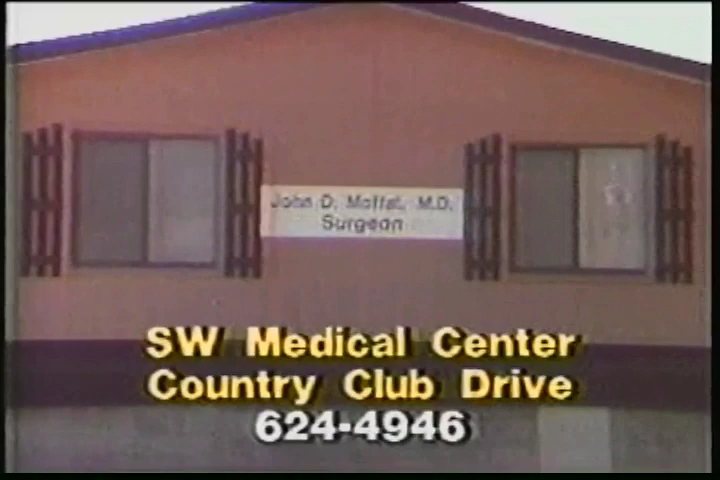 John D. Moffat, M.D.
Surgeon
SW Medical Center
Country Club Drive
624-4946